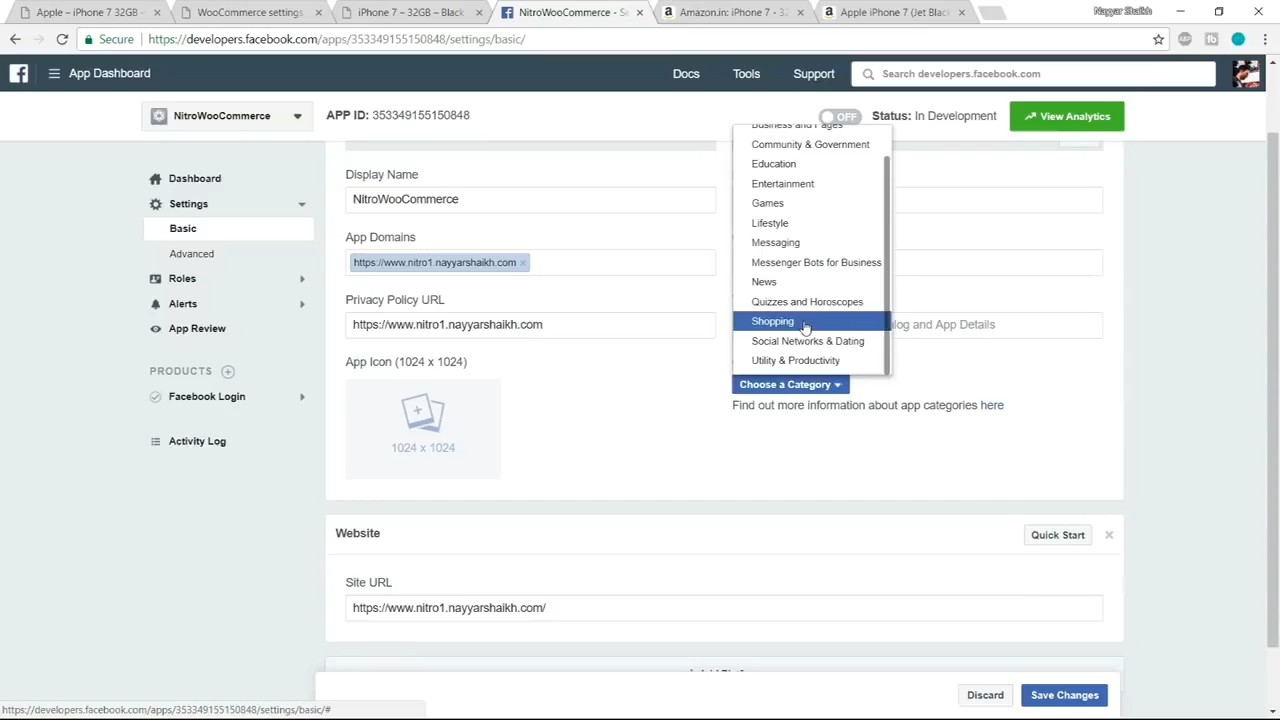 Apple – iPhone 7 32GB – Bl
WooCommerce settings
iPhone 7 – 32GB – Black
NitroWooCommerce - Se
Amazon.in: iPhone 7 - 32
Apple iPhone 7 (Jet Black
Nayyar Shaikh
Secure https://developers.facebook.com/apps/353349155150848/settings/basic/
App Dashboard
Docs
Tools
Support
Search developers.facebook.com
NitroWooCommerce
APP ID: 353349155150848
OFF
Status: In Development
View Analytics
Business and Pages
Community & Government
Education
Entertainment
Games
Lifestyle
Messaging
Messenger Bots for Business
News
Quizzes and Horoscopes
Shopping
Social Networks & Dating
Utility & Productivity
Choose a Category
Find out more information about app categories here
Dashboard
Settings
Basic
Advanced
Roles
Alerts
App Review
PRODUCTS
Facebook Login
Activity Log
Display Name
NitroWooCommerce
App Domains
https://www.nitro1.nayyarshaikh.com ×
Privacy Policy URL
https://www.nitro1.nayyarshaikh.com
and App Details
App Icon (1024 x 1024)
1024 x 1024
Website
Quick Start
Site URL
https://www.nitro1.nayyarshaikh.com/
Discard
Save Changes
https://developers.facebook.com/apps/353349155150848/settings/basic/#